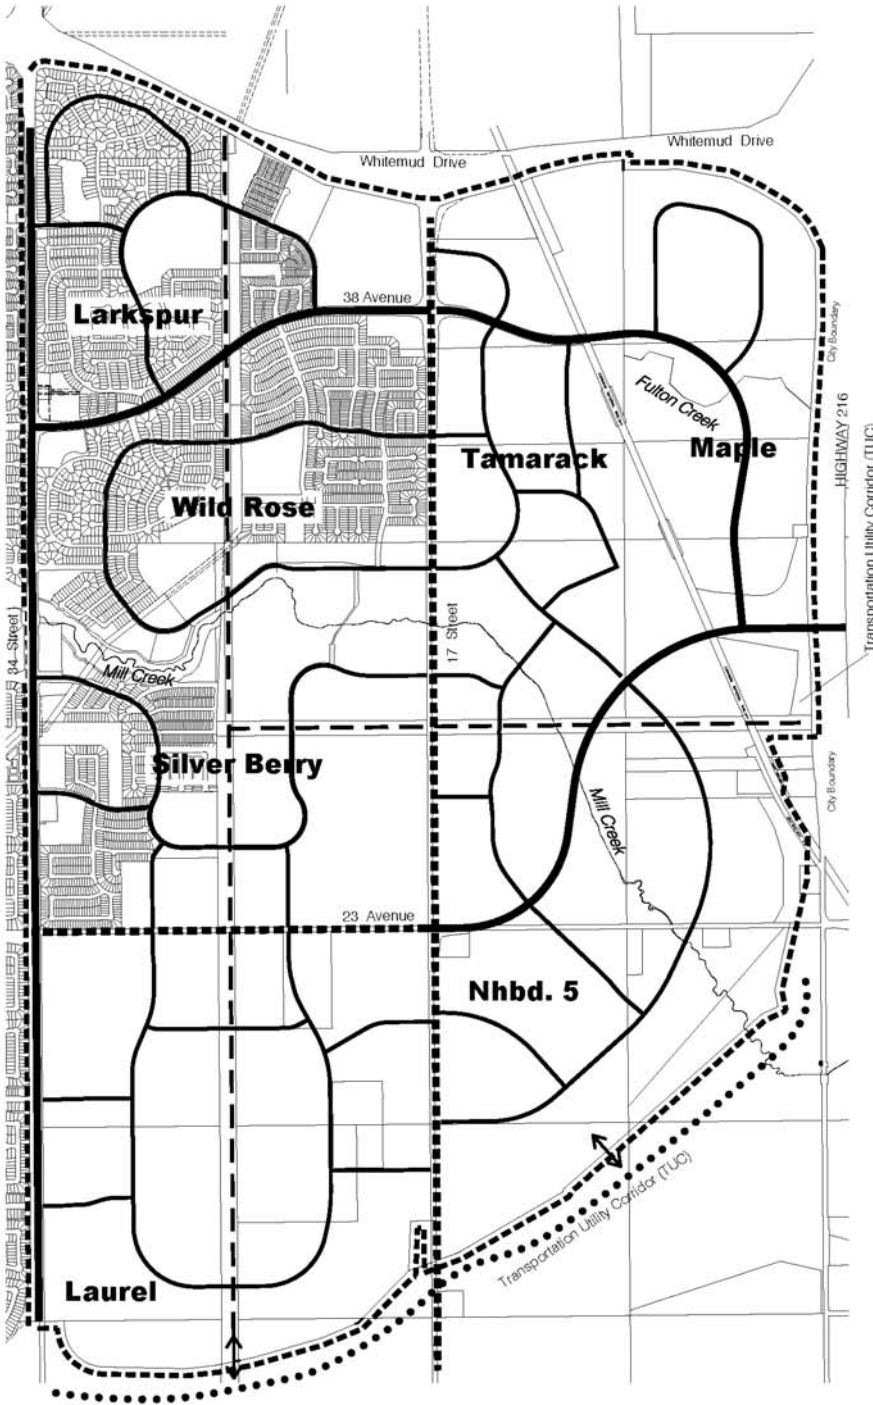 Whitemud Drive
Whitemud Drive
38 Avenue
Larkspur
City Boundary
Fulton Creek
HIGHWAY 216
Maple
Tamarack
Wild Rose
Transportation Utility Corridor (TUC)
34 Street
17 Street
Mill Creek
Silver Berry
Mill Creek
City Boundary
23 Avenue
Nhbd. 5
Transportation Utility Corridor (TUC)
Laurel